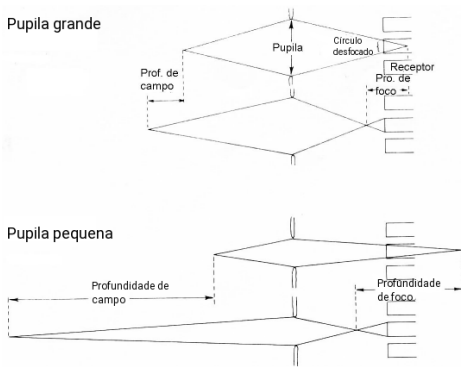 Pupila grande
Círculo
desfocado
Pupila
Receptor
Prof. de
campo
Pro. de
foco
Pupila pequena
Profundidade de
campo
Profundidade
de foco